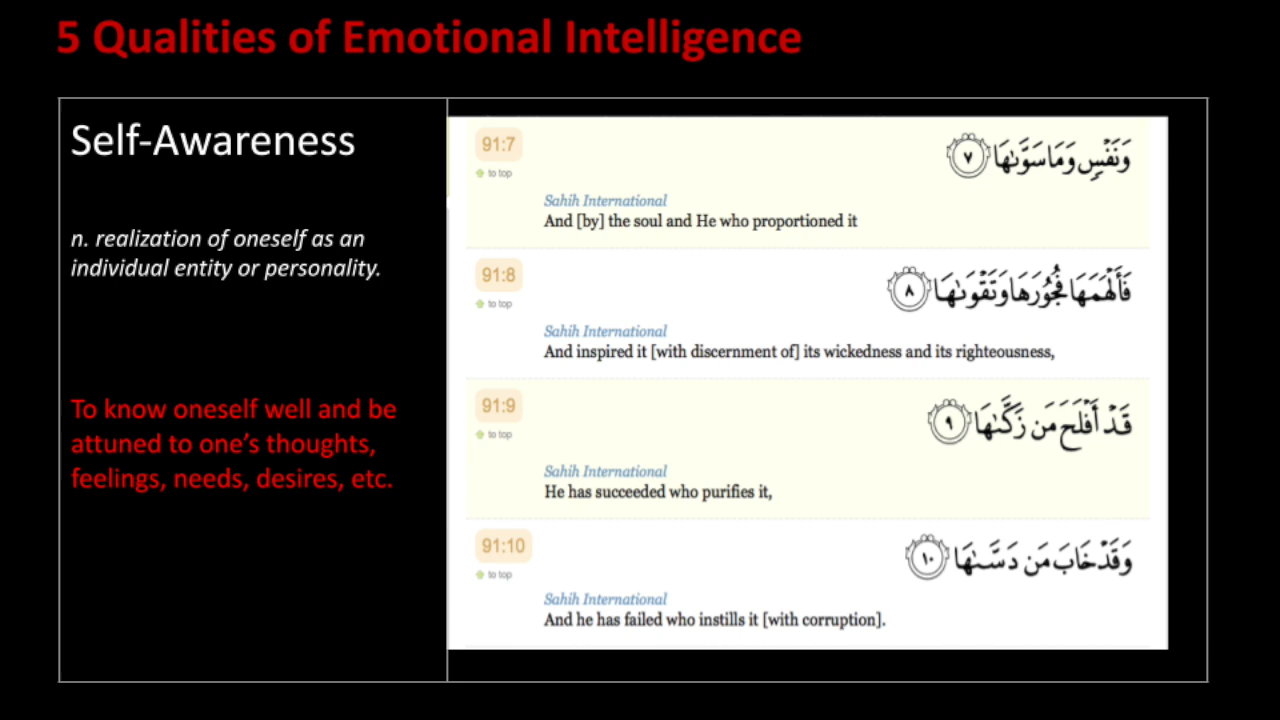 5 Qualities of Emotional Intelligence
Self-Awareness
n. realization of oneself as an
individual entity or personality.
To know oneself well and be
attuned to one’s thoughts,
feelings, needs, desires, etc.
91:7
to top
وَنَفْسٍ وَمَا سَوَّىٰهَا ٧
Sahih International
And [by] the soul and He who proportioned it
91:8
to top
فَأَلْهَمَهَا فُجُورَهَا وَتَقْوَىٰهَا ٨
Sahih International
And inspired it [with discernment of] its wickedness and its righteousness,
91:9
to top
قَدْ أَفْلَحَ مَن زَكَّىٰهَا ٩
Sahih International
He has succeeded who purifies it,
91:10
to top
وَقَدْ خَابَ مَن دَسَّىٰهَا ١٠
Sahih International
And he has failed who instills it [with corruption].